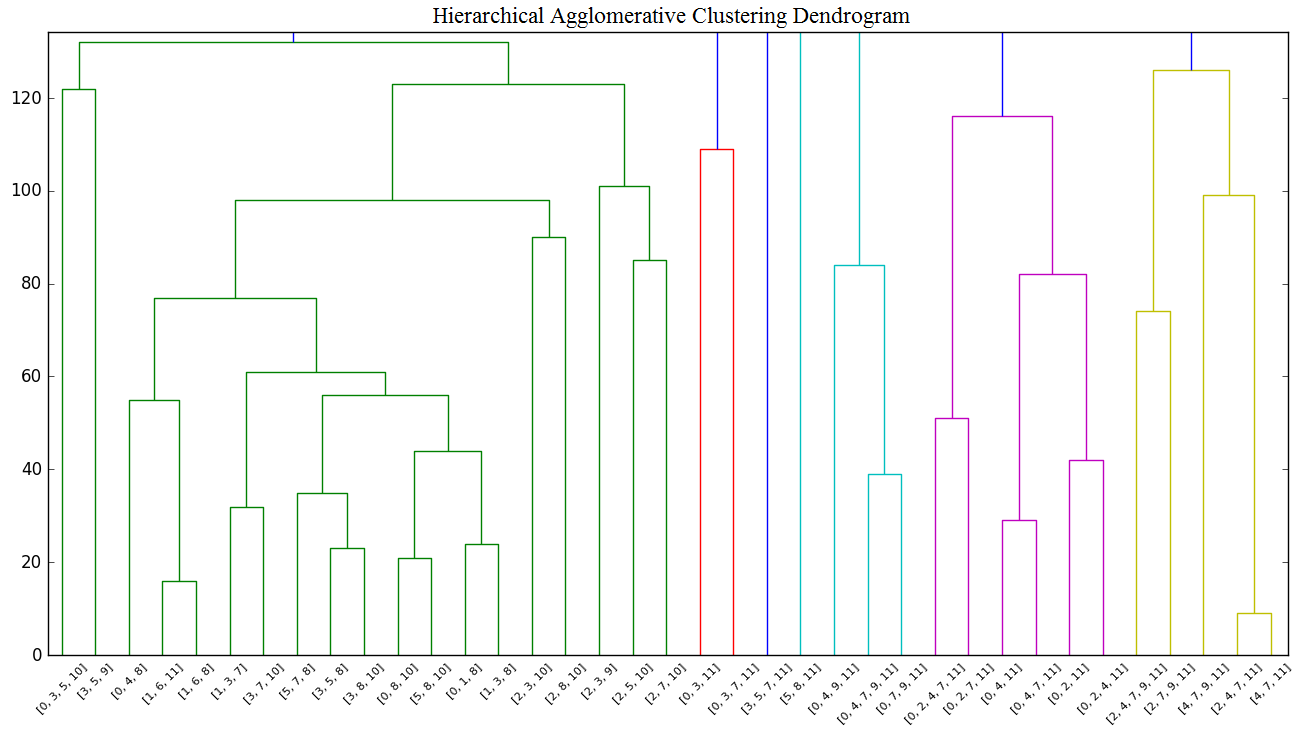 Hierarchical Agglomerative Clustering Dendrogram
120
100
80
60
40
20
0
[0, 3, 5, 10]
[3, 5, 9]
[0, 4, 8]
[1, 6, 11]
[1, 6, 8]
[1, 3, 7]
[3, 7, 10]
[5, 7, 8]
[3, 5, 8]
[3, 8, 10]
[0, 8, 10]
[5, 8, 10]
[0, 1, 8]
[1, 3, 8]
[2, 3, 10]
[2, 8, 10]
[2, 3, 9]
[2, 5, 10]
[2, 7, 10]
[0, 3, 11]
[0, 3, 7, 11]
[3, 5, 7, 11]
[5, 8, 11]
[0, 4, 9, 11]
[0, 4, 7, 9, 11]
[0, 7, 9, 11]
[0, 2, 4, 7, 11]
[0, 2, 7, 11]
[0, 4, 11]
[0, 4, 7, 11]
[0, 2, 11]
[0, 2, 4, 11]
[2, 4, 7, 9, 11]
[2, 7, 9, 11]
[4, 7, 9, 11]
[2, 4, 7, 11]
[4, 7, 11]